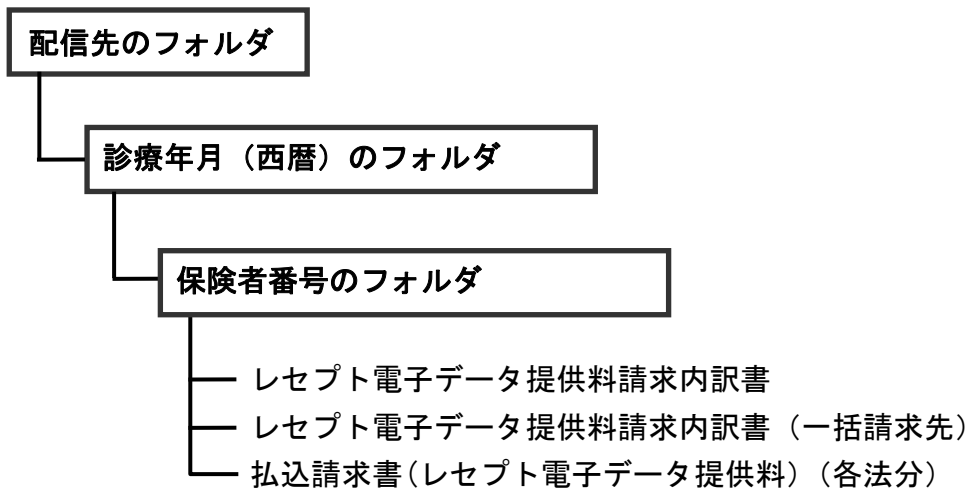 配信先のフォルダ
診療年月（西暦）のフォルダ
保険者番号のフォルダ
レセプト電子データ提供料請求内訳書
レセプト電子データ提供料請求内訳書（一括請求先）
払込請求書（レセプト電子データ提供料）（各法分）